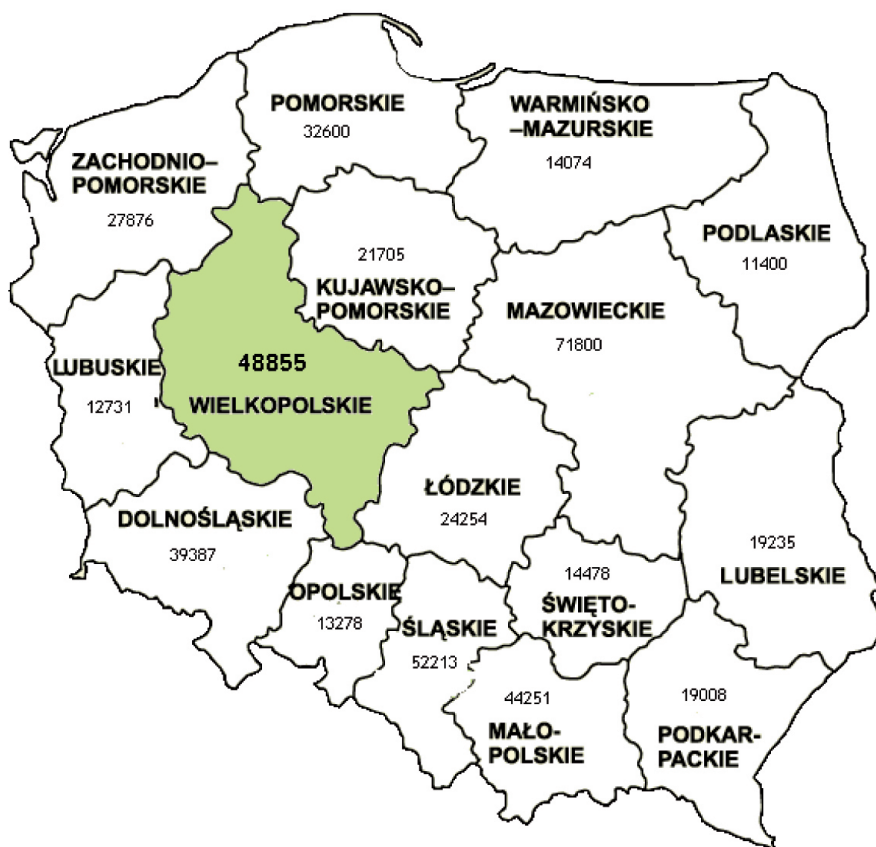 POMORSKIE
32600
WARMIŃSKO
–MAZURSKIE
14074
ZACHODNIO–
POMORSKIE
27876
PODLASKIE
11400
21705
KUJAWSKO–
POMORSKIE
MAZOWIECKIE
71800
LUBUSKIE
12731
48855
WIELKOPOLSKIE
ŁÓDZKIE
24254
DOLNOŚLĄSKIE
39387
19235
LUBELSKIE
OPOLSKIE
13278
14478
ŚWIĘTO-
KRZYSKIE
ŚLĄSKIE
52213
44251
MAŁO-
POLSKIE
19008
PODKAR-
PACKIE